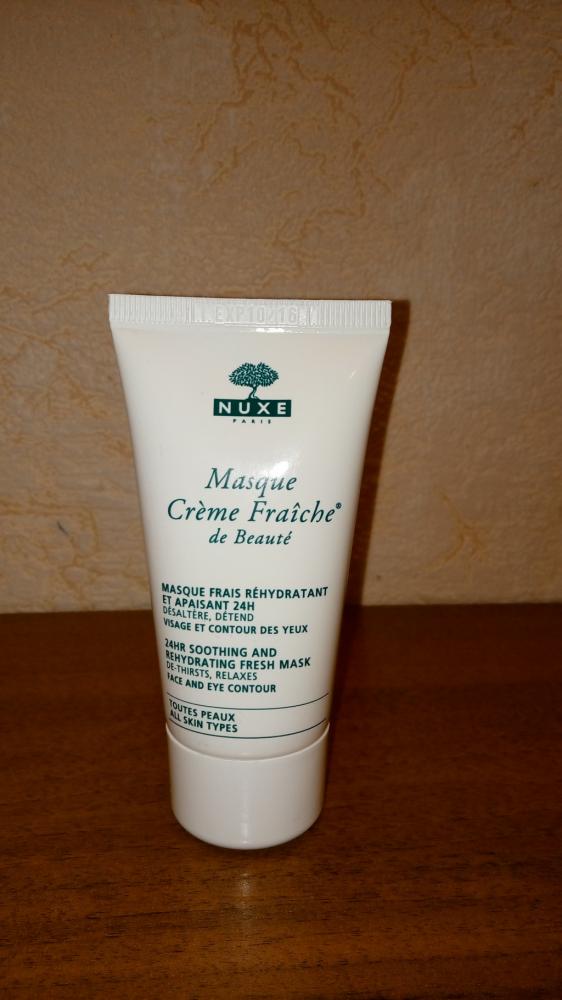 EXP10/16
NUXE
PARIS
Masque
Crème Fraîche®
de Beauté
MASQUE FRAIS RÉHYDRATANT
ET APAISANT 24H
DÉSALTÈRE, DÉTEND
VISAGE ET CONTOUR DES YEUX
24HR SOOTHING AND
REHYDRATING FRESH MASK
DE-THIRSTS, RELAXES
FACE AND EYE CONTOUR
TOUTES PEAUX
ALL SKIN TYPES